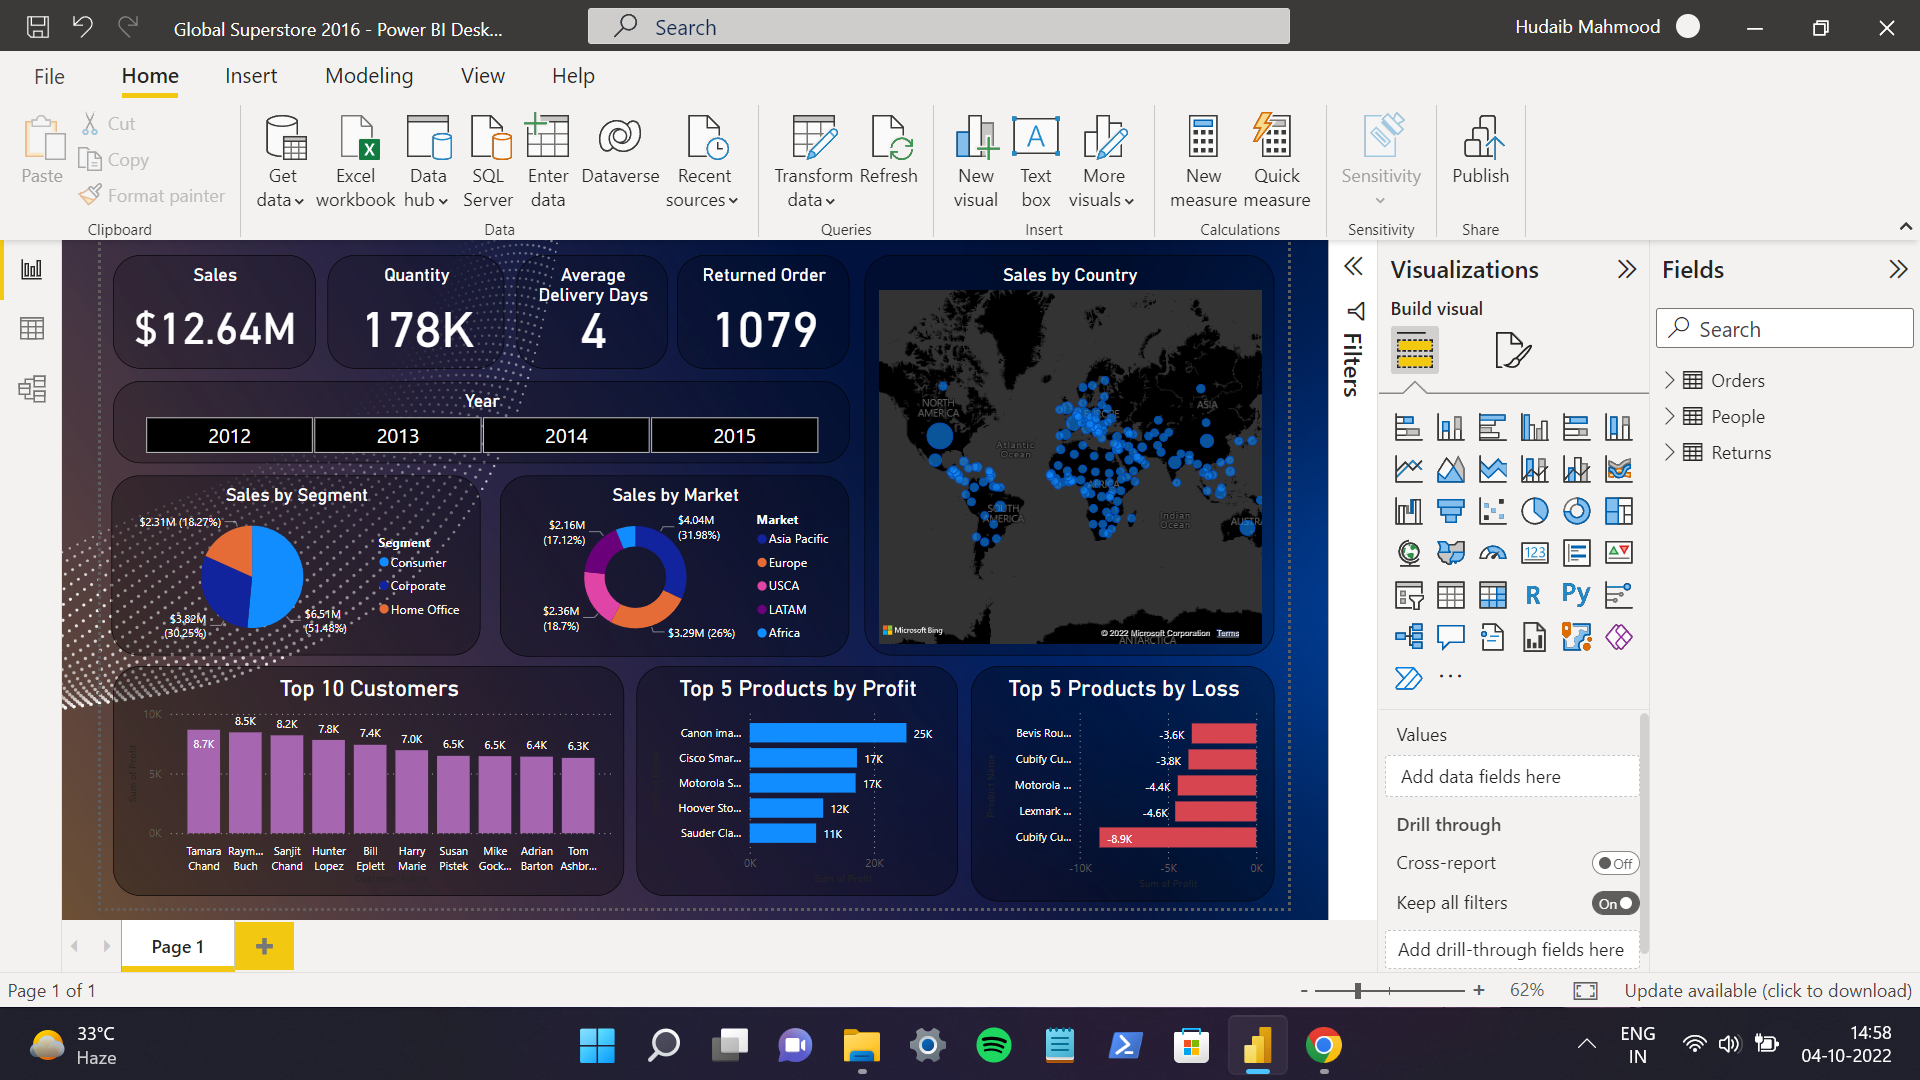 Global Superstore 2016 - Power BI Desk...
Search
Hudaib Mahmood
File
Home
Insert
Modeling
View
Help
Paste
Cut
Copy
Format painter
Clipboard
Get data
Excel workbook
Data hub
SQL Server
Enter data
Dataverse
Recent sources
Data
Transform data
Refresh
Queries
New visual
Text box
More visuals
Insert
New measure
Quick measure
Calculations
Sensitivity
Sensitivity
Publish
Share
Sales
$12.64M
Quantity
178K
Average
Delivery Days
4
Returned Order
1079
Year
2012
2013
2014
2015
Sales by Segment
$2.31M (18.27%)
$3.82M
(30.25%)
$6.51M
(51.48%)
Segment
Consumer
Corporate
Home Office
Sales by Market
$2.16M
(17.12%)
$4.04M
(31.98%)
$2.36M
(18.7%)
$3.29M (26%)
Market
Asia Pacific
Europe
USCA
LATAM
Africa
Sales by Country
NORTH
AMERICA
EUROPE
ASIA
Atlantic
Ocean
AFRICA
SOUTH
AMERICA
Indian
Ocean
AUSTR
Microsoft Bing
© 2022 Microsoft Corporation Terms
ANTARCTICA
Top 10 Customers
Sum of Profit
10K
5K
0K
8.7K
8.5K
8.2K
7.8K
7.4K
7.0K
6.5K
6.5K
6.4K
6.3K
Tamara Chand
Raym... Buch
Sanjit Chand
Hunter Lopez
Bill Eplett
Harry Marie
Susan Pistek
Mike Gock...
Adrian Barton
Tom Ashbr...
Top 5 Products by Profit
Canon ima...
25K
Cisco Smar...
17K
Motorola S...
17K
Hoover Sto...
12K
Sauder Cla...
11K
0K
20K
Sum of Profit
Top 5 Products by Loss
Product Name
Bevis Rou...
-3.6K
Cubify Cu...
-3.8K
Motorola ...
-4.4K
Lexmark ...
-4.6K
Cubify Cu...
-8.9K
-10K
-5K
0K
Sum of Profit
Filters
Visualizations
Build visual
123
R
Py
...
Values
Add data fields here
Drill through
Cross-report
Off
Keep all filters
On
Add drill-through fields here
Fields
Search
Orders
People
Returns
Page 1
Page 1 of 1
-
+
62%
Update available (click to download)
33°C
Haze
ENG
IN
14:58
04-10-2022